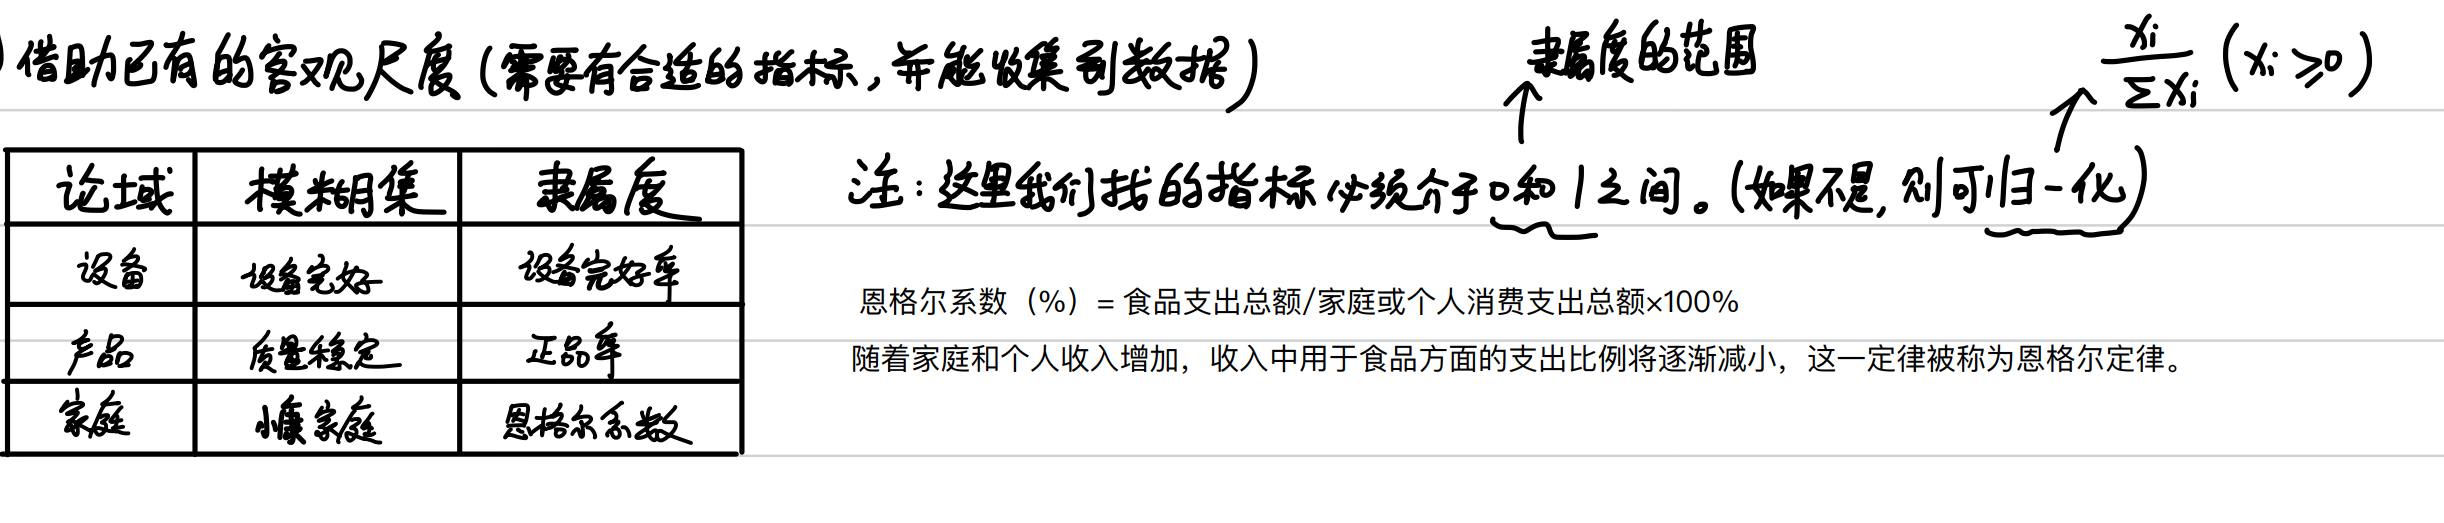 )借助已有的客观尺度(需要有合适的指标,并能收集到数据)
隶属度的范围
xi/∑xi (xi≥0)
论域 模糊集 隶属度
设备 设备完好 设备完好率
产品 质量稳定 正品率
家庭 小康家庭 恩格尔系数
注:这里我们找的指标必须介于0和1之间。(如果不是,则可归一化)
恩格尔系数(%)= 食品支出总额/家庭或个人消费支出总额×100%
随着家庭和个人收入增加，收入中用于食品方面的支出比例将逐渐减小，这一定律被称为恩格尔定律。